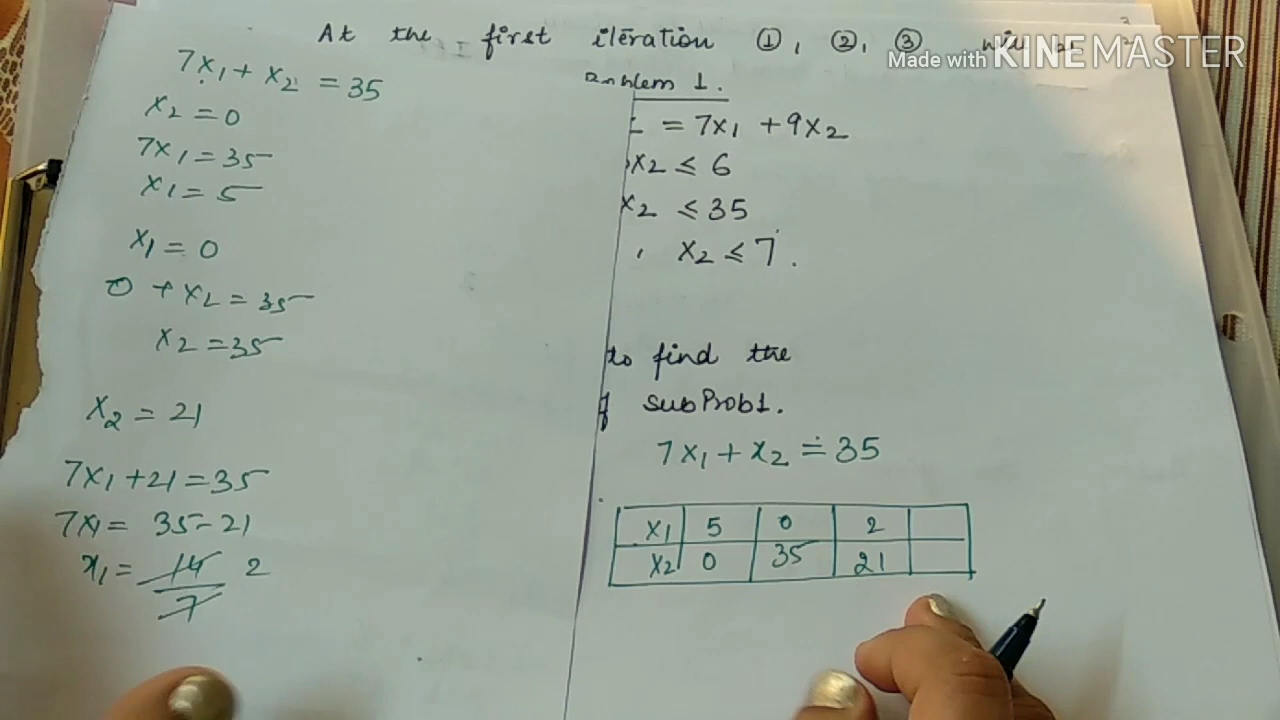 At the first iteration ①, ②, ③
Made with KINEMASTER
7x1 + x2 = 35
x2 = 0
7x1 = 35
x1 = 5
x1 = 0
0 + x2 = 35
x2 = 35
x2 = 21
7x1 + 21 = 35
7x1 = 35 - 21
x1 = 14/7 2
1.
= 7x1 + 9x2
x2 ≤ 6
x2 ≤ 35
, x2 ≤ 7.
to find the
subProb1.
7x1 + x2 = 35
x1 5 0 2
x2 0 35 21